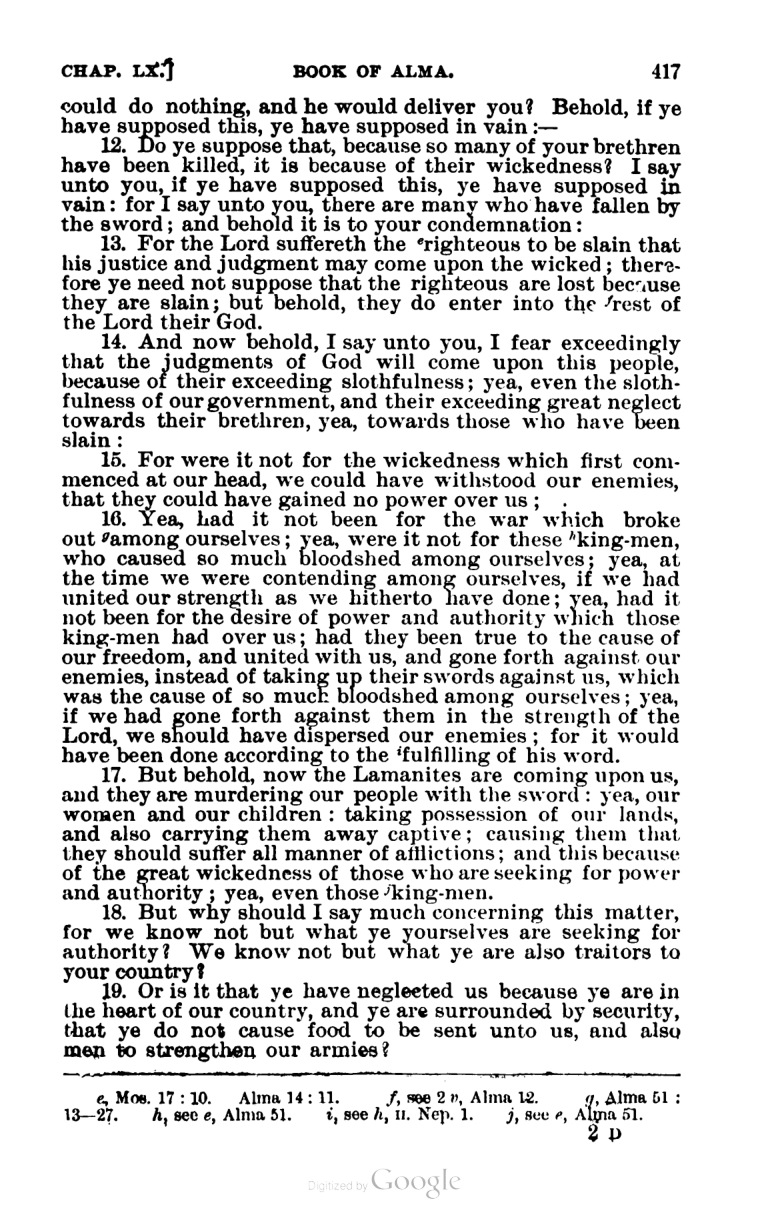 CHAP. LX.] BOOK OF ALMA. 417
could do nothing, and he would deliver you? Behold, if ye
have supposed this, ye have supposed in vain :—
12. Do ye suppose that, because so many of your brethren
have been killed, it is because of their wickedness? I say
unto you, if ye have supposed this, ye have supposed in
vain: for I say unto you, there are many who have fallen by
the sword; and behold it is to your condemnation:
13. For the Lord suffereth the ᵉrighteous to be slain that
his justice and judgment may come upon the wicked; there-
fore ye need not suppose that the righteous are lost because
they are slain; but behold, they do enter into the ᶠrest of
the Lord their God.
14. And now behold, I say unto you, I fear exceedingly
that the judgments of God will come upon this people,
because of their exceeding slothfulness; yea, even the sloth-
fulness of our government, and their exceeding great neglect
towards their brethren, yea, towards those who have been
slain:
15. For were it not for the wickedness which first com-
menced at our head, we could have withstood our enemies,
that they could have gained no power over us;
16. Yea, had it not been for the war which broke
out ᵍamong ourselves; yea, were it not for these ʰking-men,
who caused so much bloodshed among ourselves; yea, at
the time we were contending among ourselves, if we had
united our strength as we hitherto have done; yea, had it
not been for the desire of power and authority which those
king-men had over us; had they been true to the cause of
our freedom, and united with us, and gone forth against our
enemies, instead of taking up their swords against us, which
was the cause of so much bloodshed among ourselves; yea,
if we had gone forth against them in the strength of the
Lord, we should have dispersed our enemies; for it would
have been done according to the ⁱfulfilling of his word.
17. But behold, now the Lamanites are coming upon us,
and they are murdering our people with the sword: yea, our
women and our children: taking possession of our lands,
and also carrying them away captive; causing them that
they should suffer all manner of afflictions; and this because
of the great wickedness of those who are seeking for power
and authority; yea, even those ʲking-men.
18. But why should I say much concerning this matter,
for we know not but what ye yourselves are seeking for
authority? We know not but what ye are also traitors to
your country?
19. Or is it that ye have neglected us because ye are in
the heart of our country, and ye are surrounded by security,
that ye do not cause food to be sent unto us, and also
men to strengthen our armies?
e, Mos. 17 : 10. Alma 14 : 11. f, see 2 n, Alma 12. g, Alma 51 :
13—27. h, see e, Alma 51. i, see h, II. Nep. 1. j, see e, Alma 51.
2 D
Digitized by Google